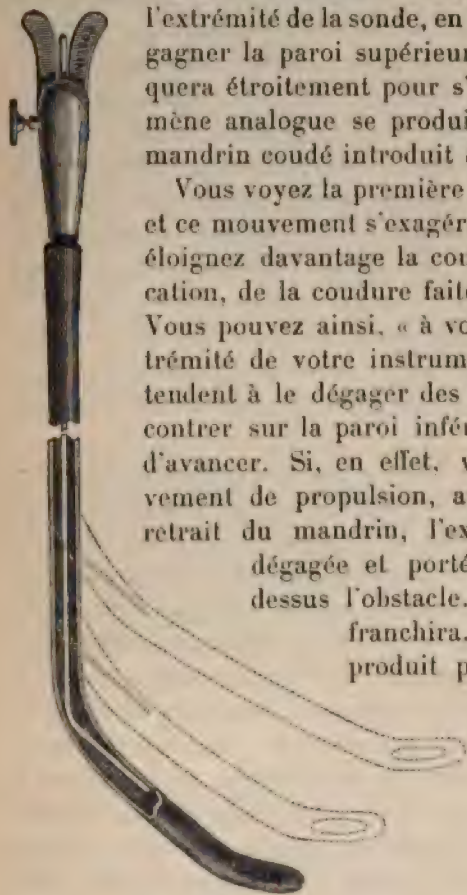 l'extrémité de la sonde, en
gagner la paroi supérieur
quera étroitement pour s'
mène analogue se produi
mandrin coudé introduit
Vous voyez la première
et ce mouvement s'exagér
éloignez davantage la cou
cation, de la coudure faite
Vous pouvez ainsi, « à vo
trémité de votre instrum
tendent à le dégager des
contrer sur la paroi infér
d'avancer. Si, en effet, v
vement de propulsion, a
retrait du mandrin, l'ex
dégagée et porté
dessus l'obstacle.
franchira.
produit p